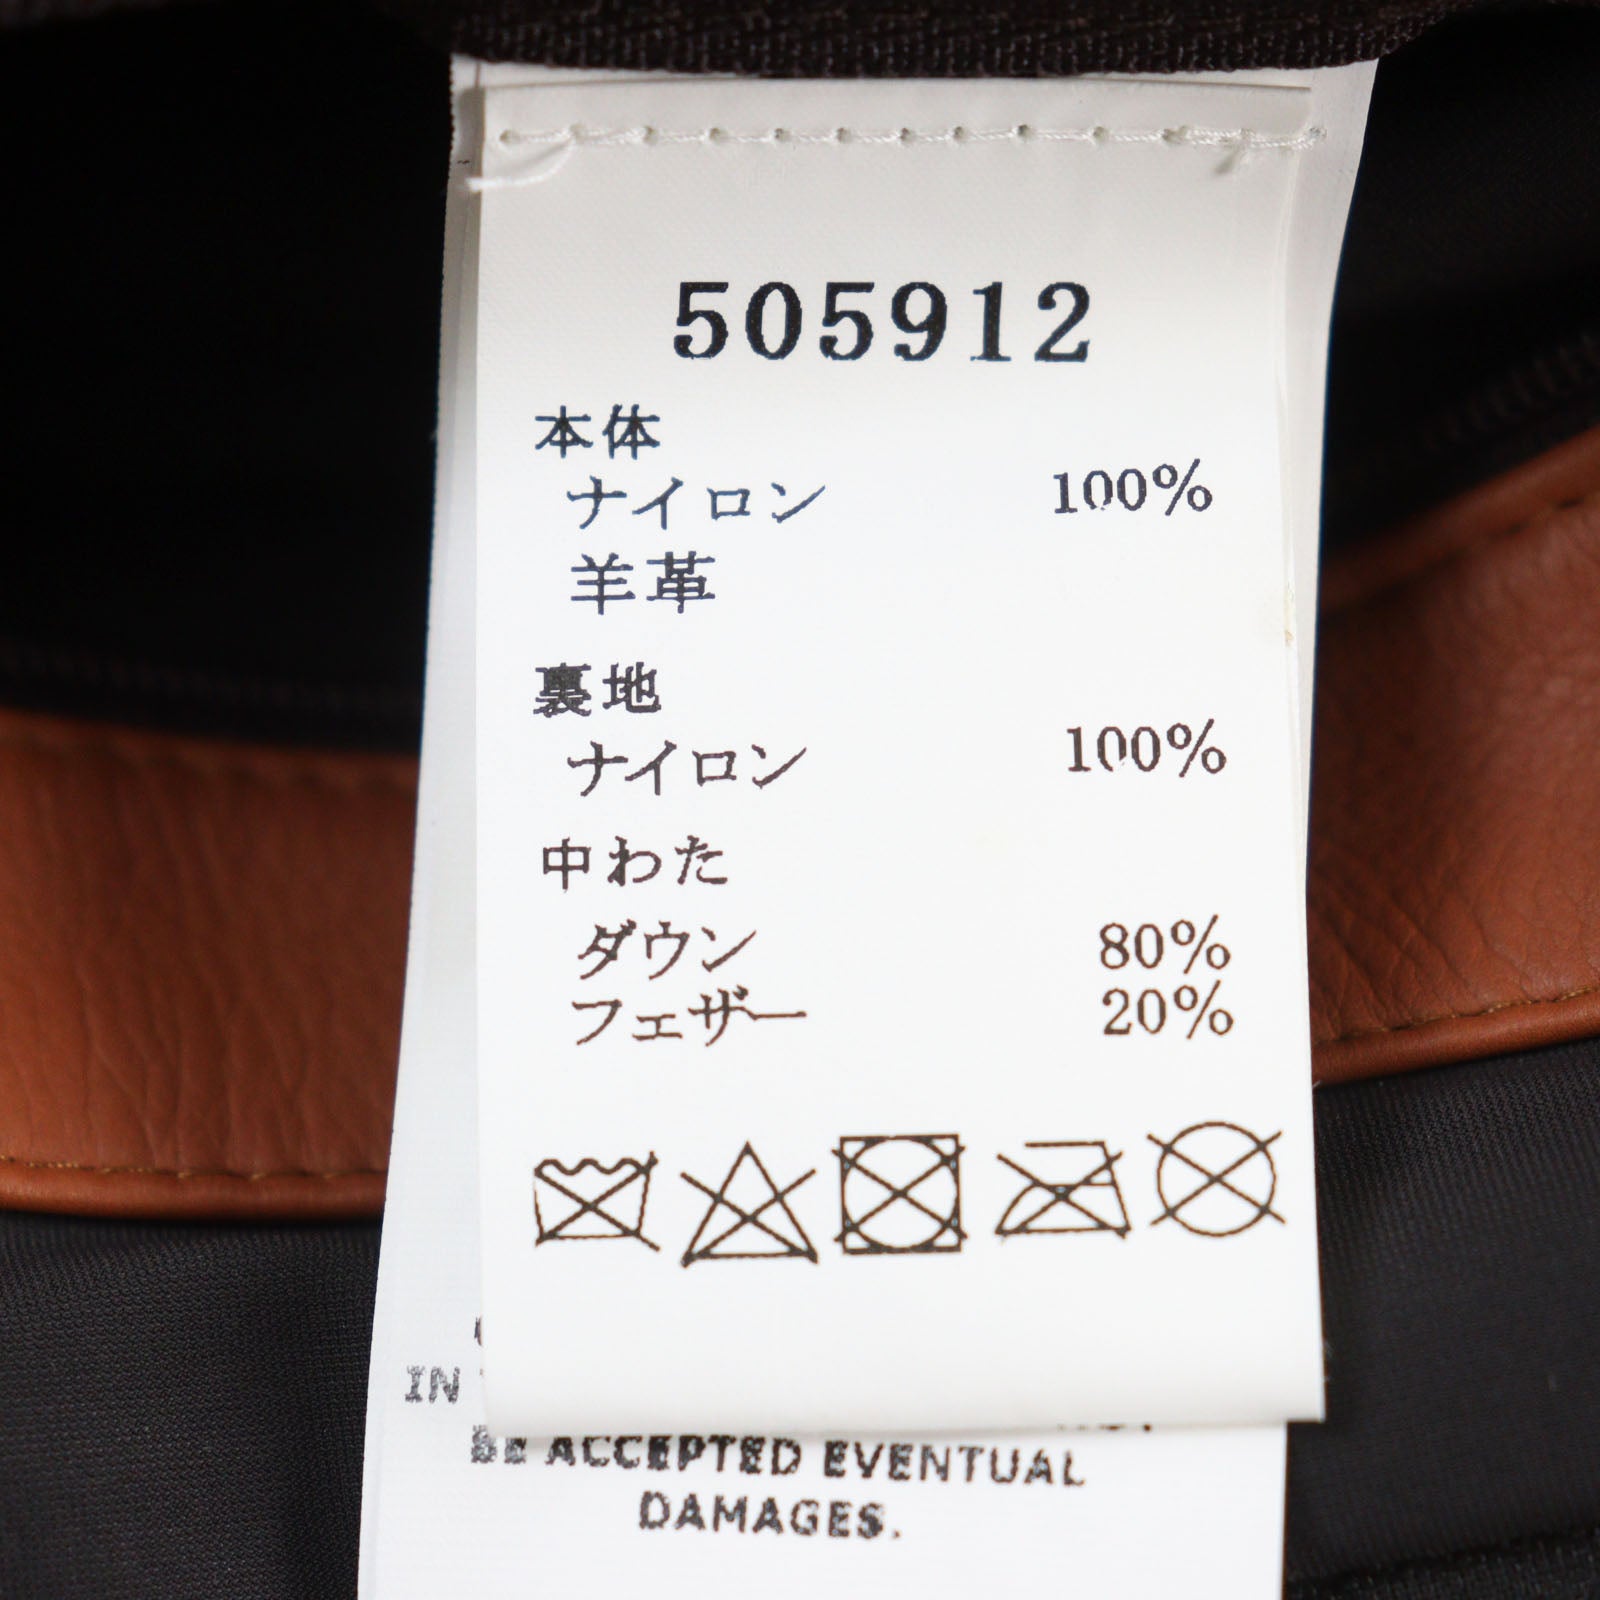 505912
本体
ナイロン 100%
羊革
裏地
ナイロン 100%
中わた
ダウン 80%
フェザー 20%
IN
BE ACCEPTED EVENTUAL
DAMAGES.